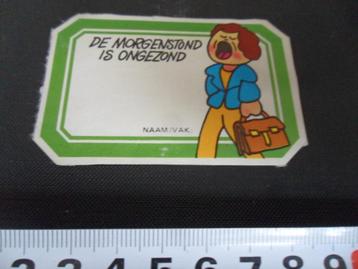 DE MORGENSTOND
IS ONGEZOND
NAAM/VAK:
2 3 4 5 6 7 8 9